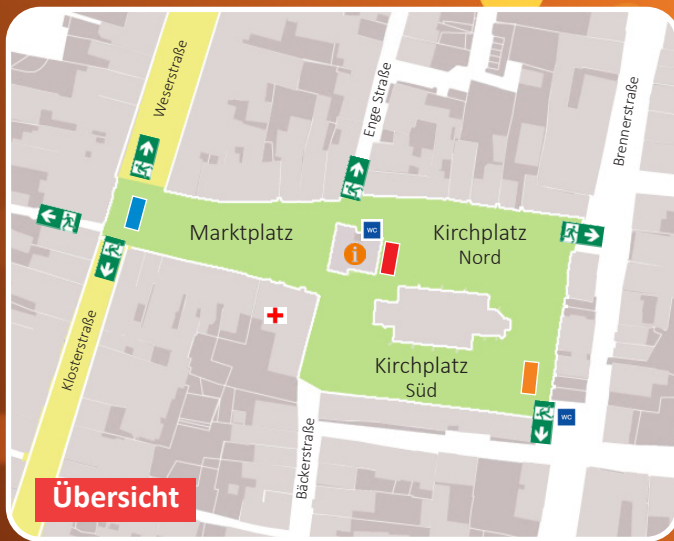 Weserstraße
Enge Straße
Brennerstraße
WC
Marktplatz
Kirchplatz
Nord
i
Kirchplatz
Süd
WC
Klosterstraße
Bäckerstraße
Übersicht